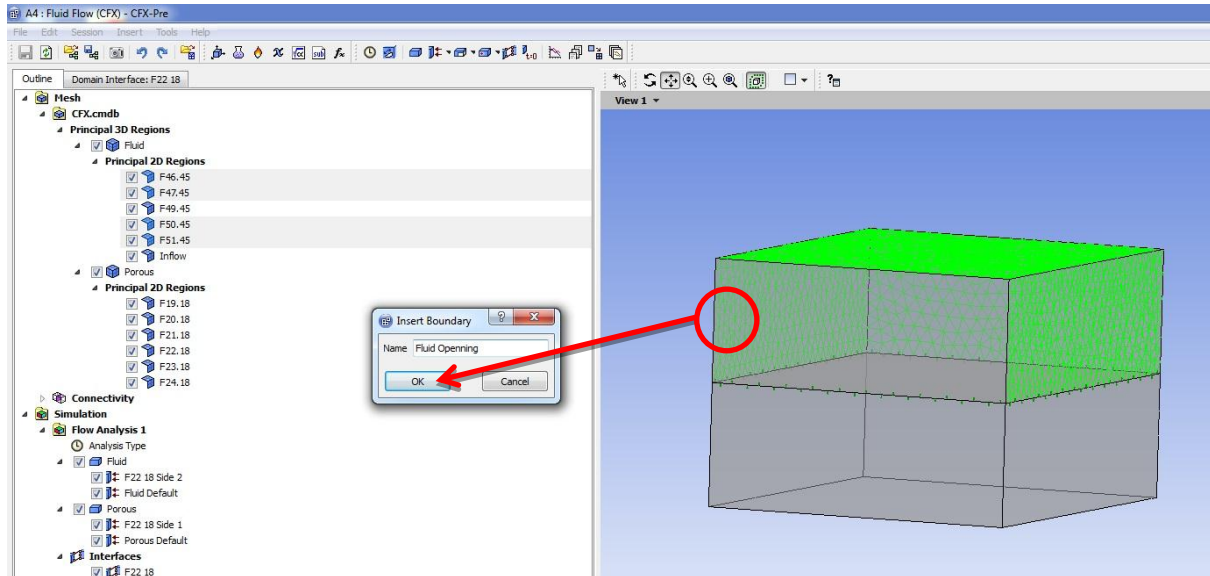 A4 : Fluid Flow (CFX) - CFX-Pre
File Edit Session Insert Tools Help
Outline Domain Interface: F22 18
View 1
Mesh
CFX.cmdb
Principal 3D Regions
Fluid
Principal 2D Regions
F46.45
F47.45
F49.45
F50.45
F51.45
Inflow
Porous
Principal 2D Regions
F19.18
F20.18
F21.18
F22.18
F23.18
F24.18
Connectivity
Simulation
Flow Analysis 1
Analysis Type
Fluid
F22 18 Side 2
Fluid Default
Porous
F22 18 Side 1
Porous Default
Interfaces
F22 18
Insert Boundary
Name Fluid Openning
OK Cancel